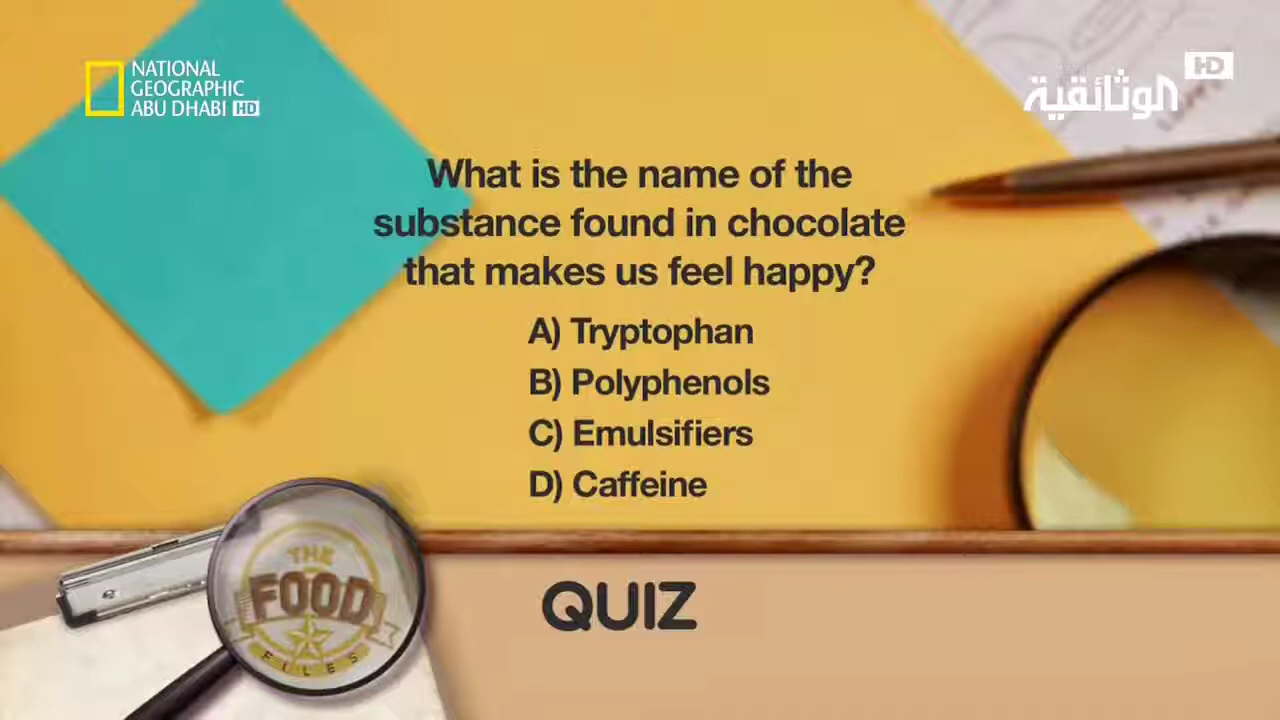 NATIONAL
GEOGRAPHIC
ABU DHABI HD
HD
الوثائقية
What is the name of the
substance found in chocolate
that makes us feel happy?
A) Tryptophan
B) Polyphenols
C) Emulsifiers
D) Caffeine
THE
FOOD
FILES
QUIZ